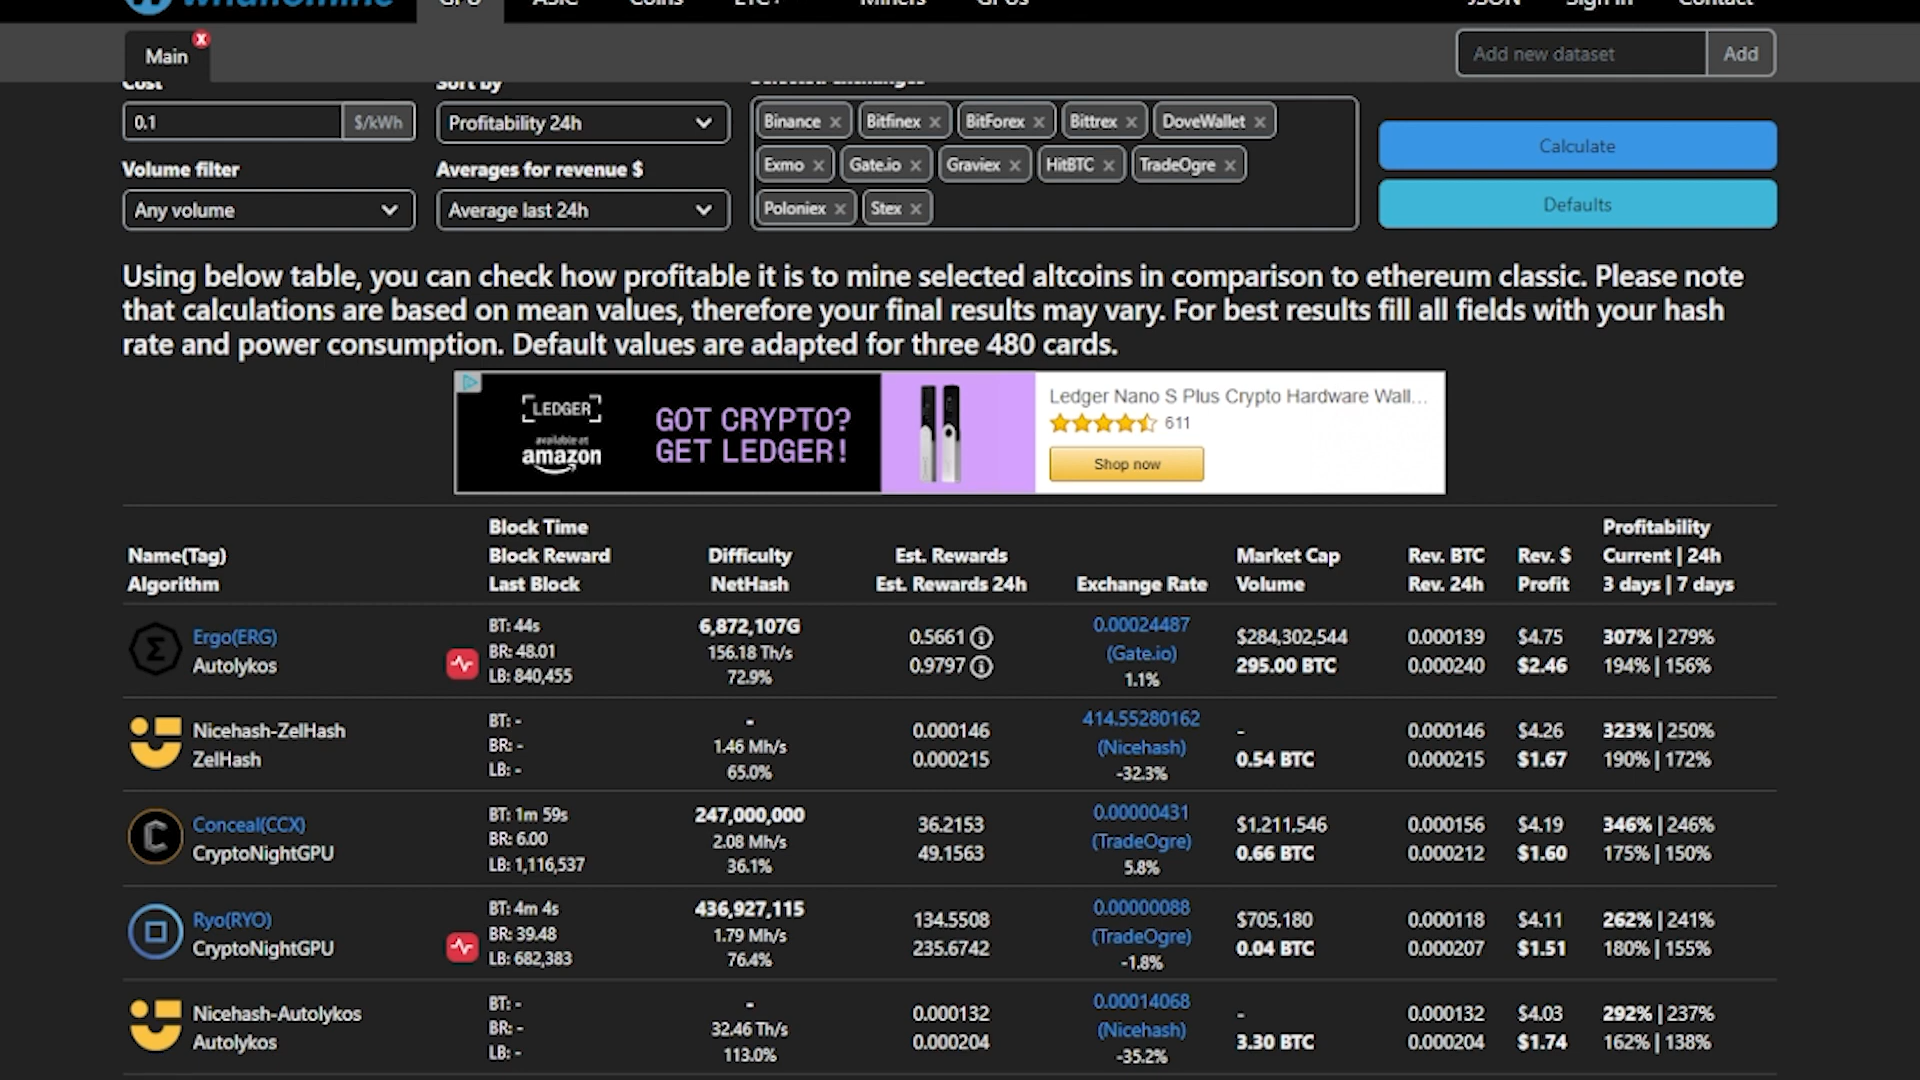 whattomine GPU ASIC Coins ETC+ Miners GPUs JSON Sign in Contact
Main x
Add new dataset Add
Cost Sort by Selected exchanges
0.1 $/kWh Profitability 24h
Binance × Bitfinex × BitForex × Bittrex × DoveWallet ×
Exmo × Gate.io × Graviex × HitBTC × TradeOgre ×
Poloniex × Stex ×
Calculate
Volume filter Averages for revenue $
Any volume Average last 24h
Defaults
Using below table, you can check how profitable it is to mine selected altcoins in comparison to ethereum classic. Please note
that calculations are based on mean values, therefore your final results may vary. For best results fill all fields with your hash
rate and power consumption. Default values are adapted for three 480 cards.
LEDGER
available at
amazon
GOT CRYPTO?
GET LEDGER!
Ledger Nano S Plus Crypto Hardware Wall...
611
Shop now
Name(Tag)
Algorithm
Block Time
Block Reward
Last Block
Difficulty
NetHash
Est. Rewards
Est. Rewards 24h
Exchange Rate
Market Cap
Volume
Rev. BTC
Rev. 24h
Rev. $
Profit
Profitability
Current | 24h
3 days | 7 days
Ergo(ERG)
Autolykos
BT: 44s
BR: 48.01
LB: 840,455
6,872,107G
156.18 Th/s
72.9%
0.5661
0.9797
0.00024487
(Gate.io)
1.1%
$284,302,544
295.00 BTC
0.000139
0.000240
$4.75
$2.46
307% | 279%
194% | 156%
Nicehash-ZelHash
ZelHash
BT: -
BR: -
LB: -
-
1.46 Mh/s
65.0%
0.000146
0.000215
414.55280162
(Nicehash)
-32.3%
-
0.54 BTC
0.000146
0.000215
$4.26
$1.67
323% | 250%
190% | 172%
Conceal(CCX)
CryptoNightGPU
BT: 1m 59s
BR: 6.00
LB: 1,116,537
247,000,000
2.08 Mh/s
36.1%
36.2153
49.1563
0.00000431
(TradeOgre)
5.8%
$1,211,546
0.66 BTC
0.000156
0.000212
$4.19
$1.60
346% | 246%
175% | 150%
Ryo(RYO)
CryptoNightGPU
BT: 4m 4s
BR: 39.48
LB: 682,383
436,927,115
1.79 Mh/s
76.4%
134.5508
235.6742
0.00000088
(TradeOgre)
-1.8%
$705,180
0.04 BTC
0.000118
0.000207
$4.11
$1.51
262% | 241%
180% | 155%
Nicehash-Autolykos
Autolykos
BT: -
BR: -
LB: -
-
32.46 Th/s
113.0%
0.000132
0.000204
0.00014068
(Nicehash)
-35.2%
-
3.30 BTC
0.000132
0.000204
$4.03
$1.74
292% | 237%
162% | 138%